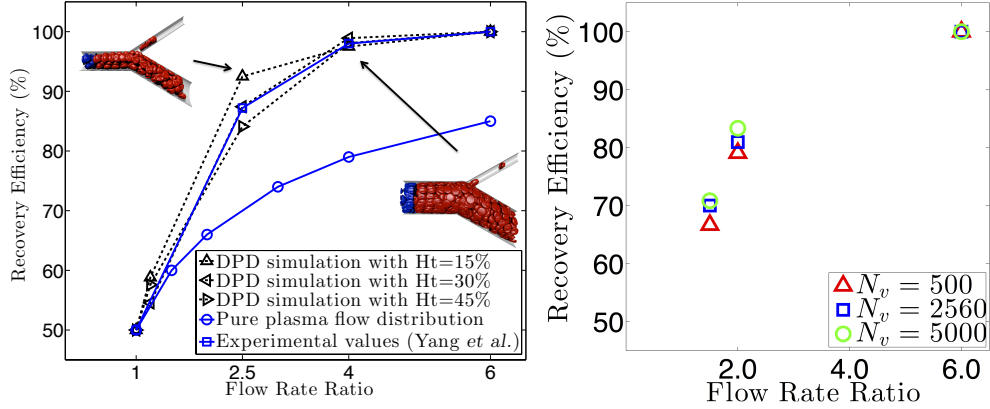 100
90
80
70
60
50
Recovery Efficiency (%)
DPD simulation with Ht=15%
DPD simulation with Ht=30%
DPD simulation with Ht=45%
Pure plasma flow distribution
Experimental values (Yang et al.)
1
2.5
4
6
Flow Rate Ratio
100
90
80
70
60
50
Recovery Efficiency (%)
Nv = 500
Nv = 2560
Nv = 5000
2.0
4.0
6.0
Flow Rate Ratio